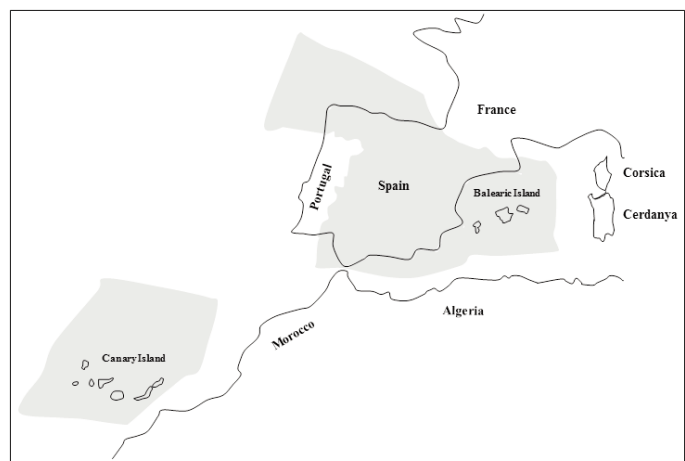 France
Corsica
Portugal
Spain
Balearic Island
Cerdanya
Algeria
Morocco
Canary Island